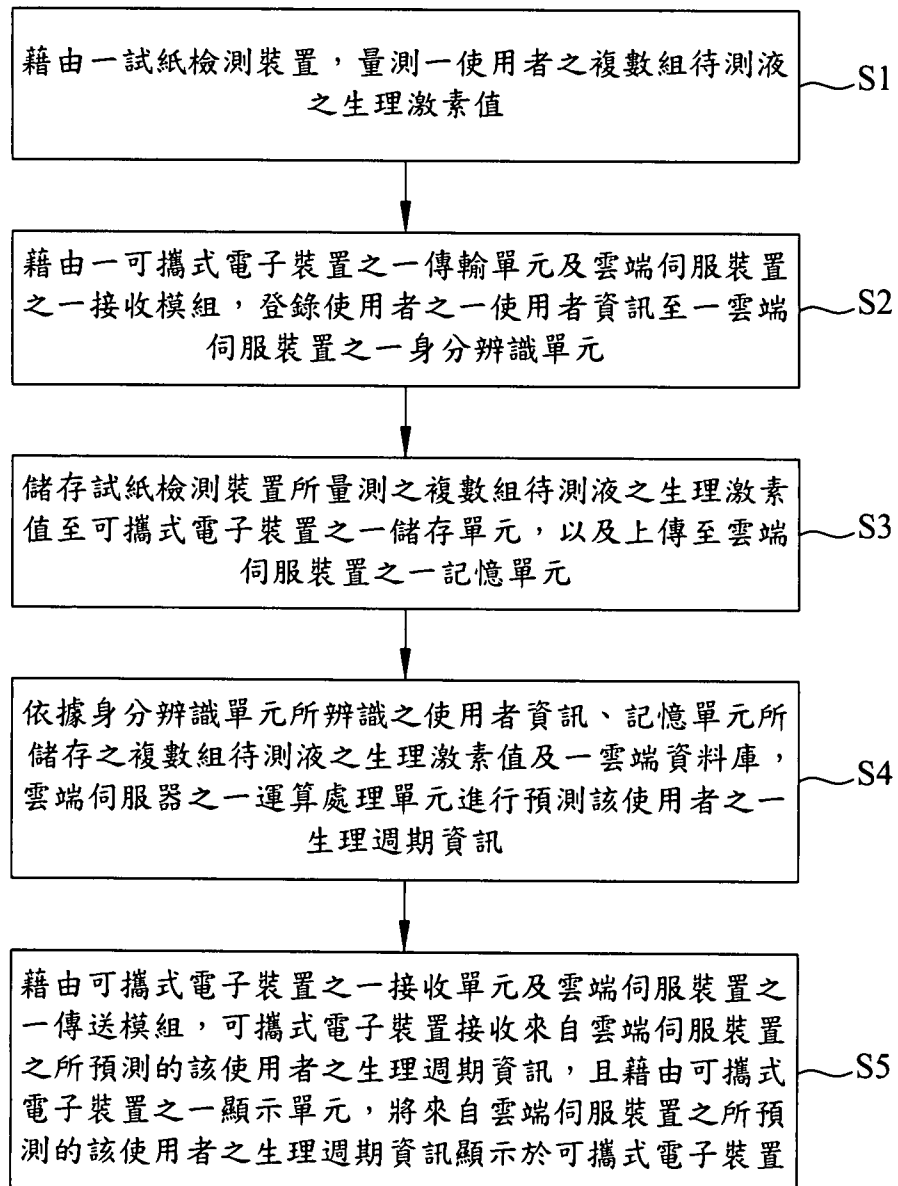 藉由一試紙檢測裝置，量測一使用者之複數組待測液
之生理激素值
S1
藉由一可攜式電子裝置之一傳輸單元及雲端伺服裝置
之一接收模組，登錄使用者之一使用者資訊至一雲端
伺服裝置之一身分辨識單元
S2
儲存試紙檢測裝置所量測之複數組待測液之生理激素
值至可攜式電子裝置之一儲存單元，以及上傳至雲端
伺服裝置之一記憶單元
S3
依據身分辨識單元所辨識之使用者資訊、記憶單元所
儲存之複數組待測液之生理激素值及一雲端資料庫，
雲端伺服器之一運算處理單元進行預測該使用者之一
生理週期資訊
S4
藉由可攜式電子裝置之一接收單元及雲端伺服裝置之
一傳送模組，可攜式電子裝置接收來自雲端伺服裝置
之所預測的該使用者之生理週期資訊，且藉由可攜式
電子裝置之一顯示單元，將來自雲端伺服裝置之所預
測的該使用者之生理週期資訊顯示於可攜式電子裝置
S5